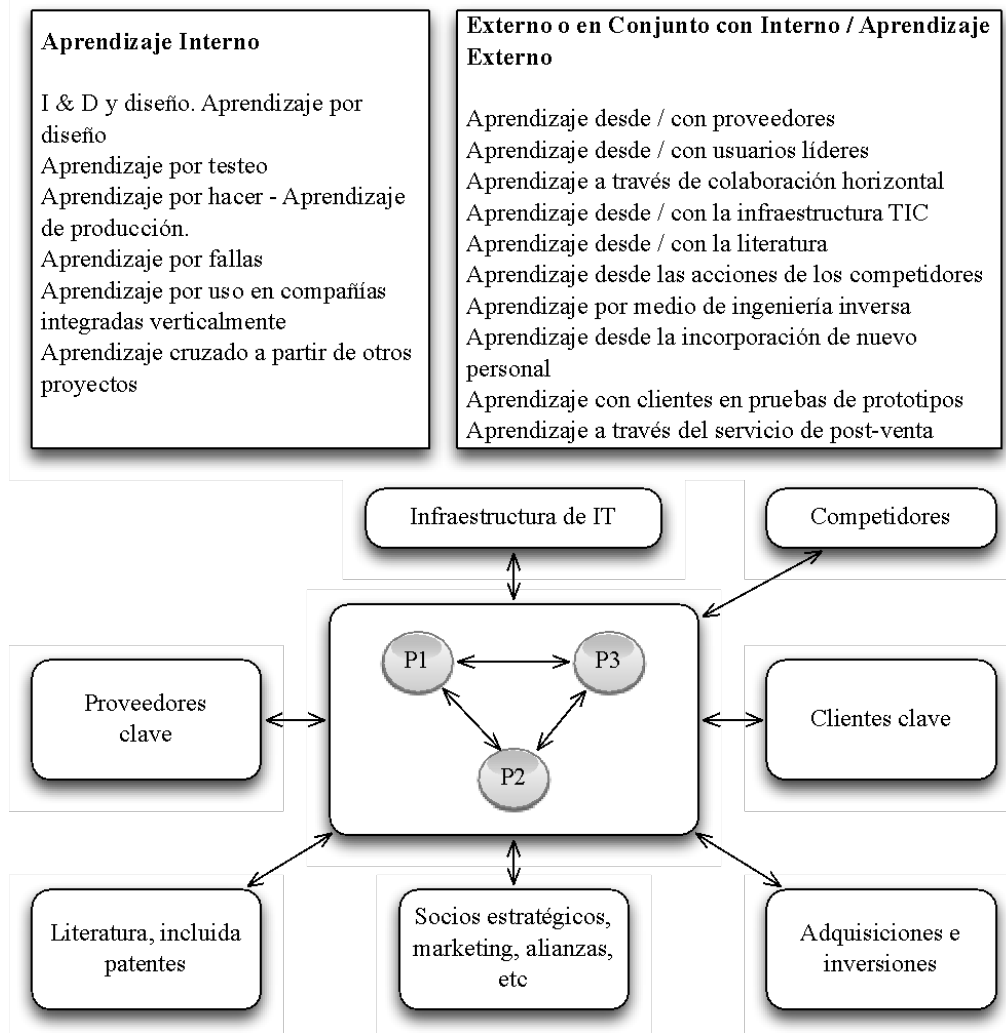 Aprendizaje Interno
I & D y diseño. Aprendizaje por
diseño
Aprendizaje por testeo
Aprendizaje por hacer - Aprendizaje
de producción.
Aprendizaje por fallas
Aprendizaje por uso en compañías
integradas verticalmente
Aprendizaje cruzado a partir de otros
proyectos
Externo o en Conjunto con Interno / Aprendizaje
Externo
Aprendizaje desde / con proveedores
Aprendizaje desde / con usuarios líderes
Aprendizaje a través de colaboración horizontal
Aprendizaje desde / con la infraestructura TIC
Aprendizaje desde / con la literatura
Aprendizaje desde las acciones de los competidores
Aprendizaje por medio de ingeniería inversa
Aprendizaje desde la incorporación de nuevo
personal
Aprendizaje con clientes en pruebas de prototipos
Aprendizaje a través del servicio de post-venta
Infraestructura de IT
Competidores
P1
P3
P2
Proveedores
clave
Clientes clave
Literatura, incluida
patentes
Socios estratégicos,
marketing, alianzas,
etc
Adquisiciones e
inversiones